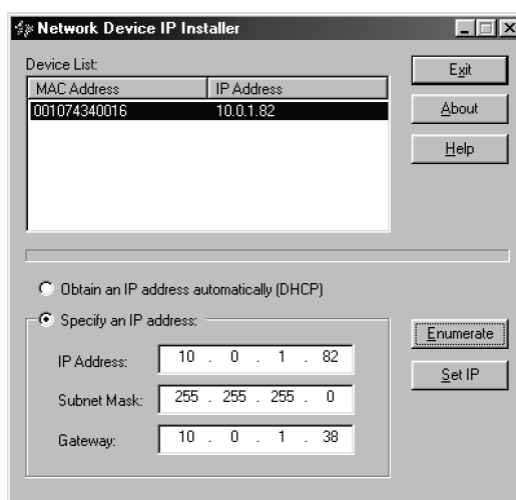 Network Device IP Installer
Device List:
MAC Address IP Address
001074340016 10.0.1.82
Exit
About
Help
Obtain an IP address automatically (DHCP)
Specify an IP address:
IP Address: 10 . 0 . 1 . 82
Subnet Mask: 255 . 255 . 255 . 0
Gateway: 10 . 0 . 1 . 38
Enumerate
Set IP